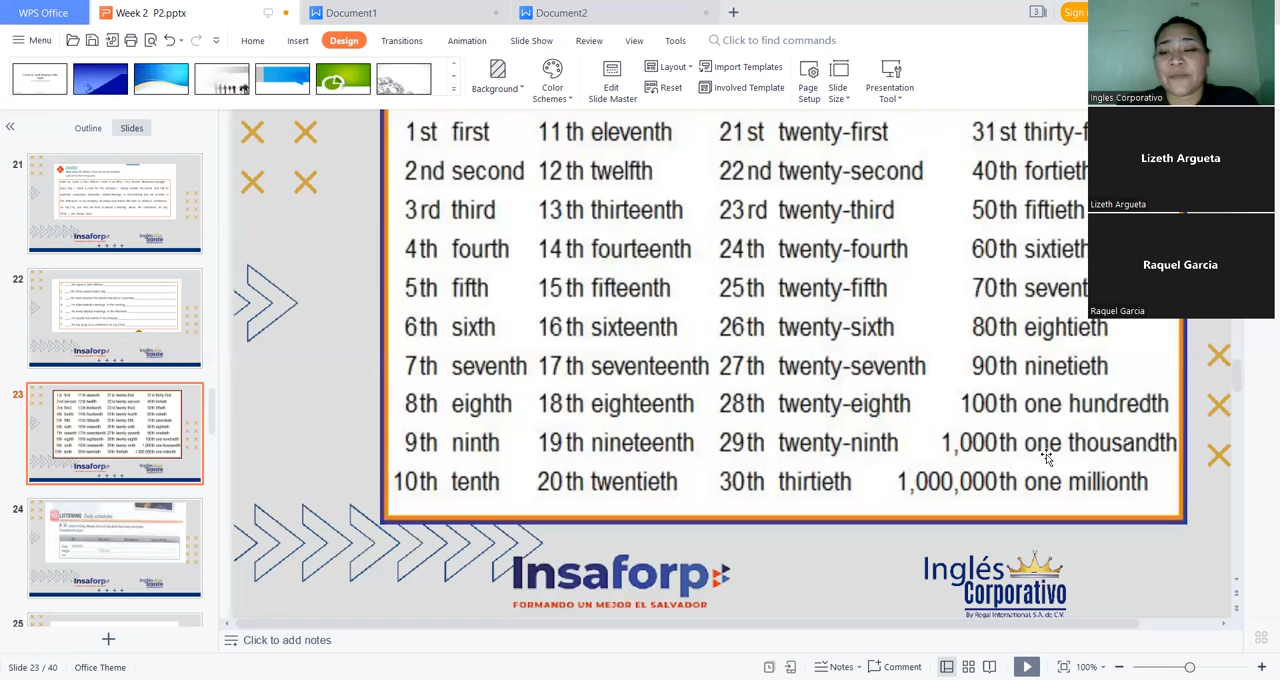 WPS Office
Week 2 P2.pptx
Document1
Document2
3
Sign i
Menu
Home
Insert
Design
Transitions
Animation
Slide Show
Review
View
Tools
Click to find commands
Background
Color Schemes
Edit Slide Master
Layout
Reset
Import Templates
Involved Template
Page Setup
Slide Size
Presentation Tool
Ingles Corporativo
Lizeth Argueta
Lizeth Argueta
Raquel Garcia
Raquel Garcia
Outline
Slides
21
22
23
24
25
1st first 11th eleventh 21st twenty-first 31st thirty-f
2nd second 12th twelfth 22nd twenty-second 40th fortieth
3rd third 13th thirteenth 23rd twenty-third 50th fiftieth
4th fourth 14th fourteenth 24th twenty-fourth 60th sixtieth
5th fifth 15th fifteenth 25th twenty-fifth 70th sevent
6th sixth 16th sixteenth 26th twenty-sixth 80th eightieth
7th seventh 17th seventeenth 27th twenty-seventh 90th ninetieth
8th eighth 18th eighteenth 28th twenty-eighth 100th one hundredth
9th ninth 19th nineteenth 29th twenty-ninth 1,000th one thousandth
10th tenth 20th twentieth 30th thirtieth 1,000,000th one millionth
Insaforp
FORMANDO UN MEJOR EL SALVADOR
Inglés
Corporativo
By Regal International, S.A. de C.V.
Click to add notes
Slide 23 / 40
Office Theme
Notes
Comment
100%